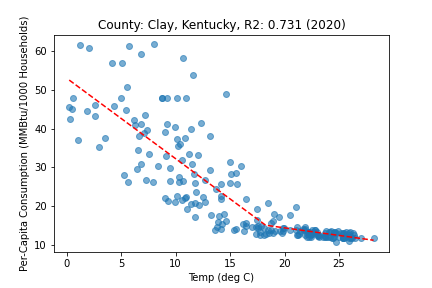 County: Clay, Kentucky, R2: 0.731 (2020)
Per-Capita Consumption (MMBtu/1000 Households)
60
50
40
30
20
10
0 5 10 15 20 25
Temp (deg C)